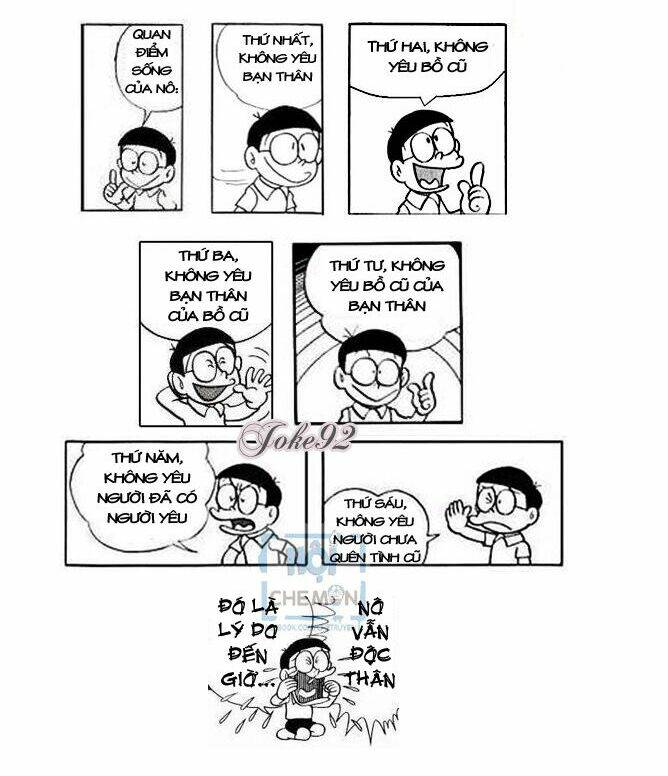 QUAN
ĐIỂM
SỐNG
CỦA NÔ:
THỨ NHẤT,
KHÔNG YÊU
BẠN THÂN
THỨ HAI, KHÔNG
YÊU BỒ CŨ
THỨ BA,
KHÔNG YÊU
BẠN THÂN
CỦA BỒ CŨ
THỨ TƯ, KHÔNG
YÊU BỒ CŨ CỦA
BẠN THÂN
Joke92
THỨ NĂM,
KHÔNG YÊU
NGƯỜI ĐÃ CÓ
NGƯỜI YÊU
THỨ SÁU,
KHÔNG YÊU
NGƯỜI CHƯA
QUÊN TÌNH CŨ
HỘI
CHEMON
ĐÓ LÀ
LÝ DO
ĐẾN
GIỜ...
NÔ
VẪN
ĐỘC
THÂN